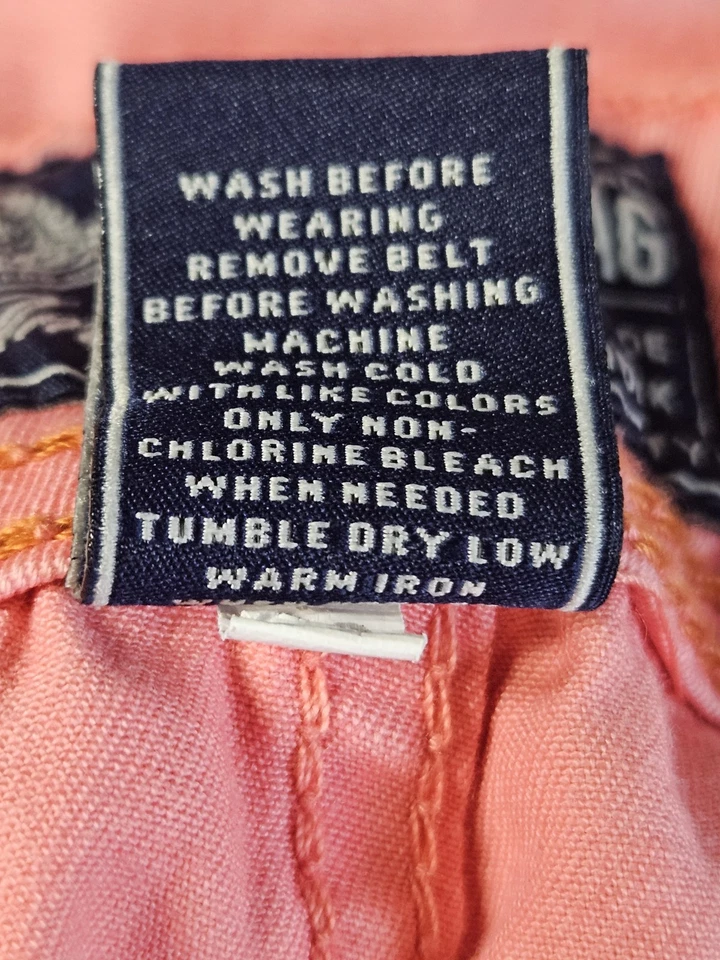 WASH BEFORE
WEARING
REMOVE BELT
BEFORE WASHING
MACHINE
WASH COLD
WITH LIKE COLORS
ONLY NON-
CHLORINE BLEACH
WHEN NEEDED
TUMBLE DRY LOW
WARM IRON